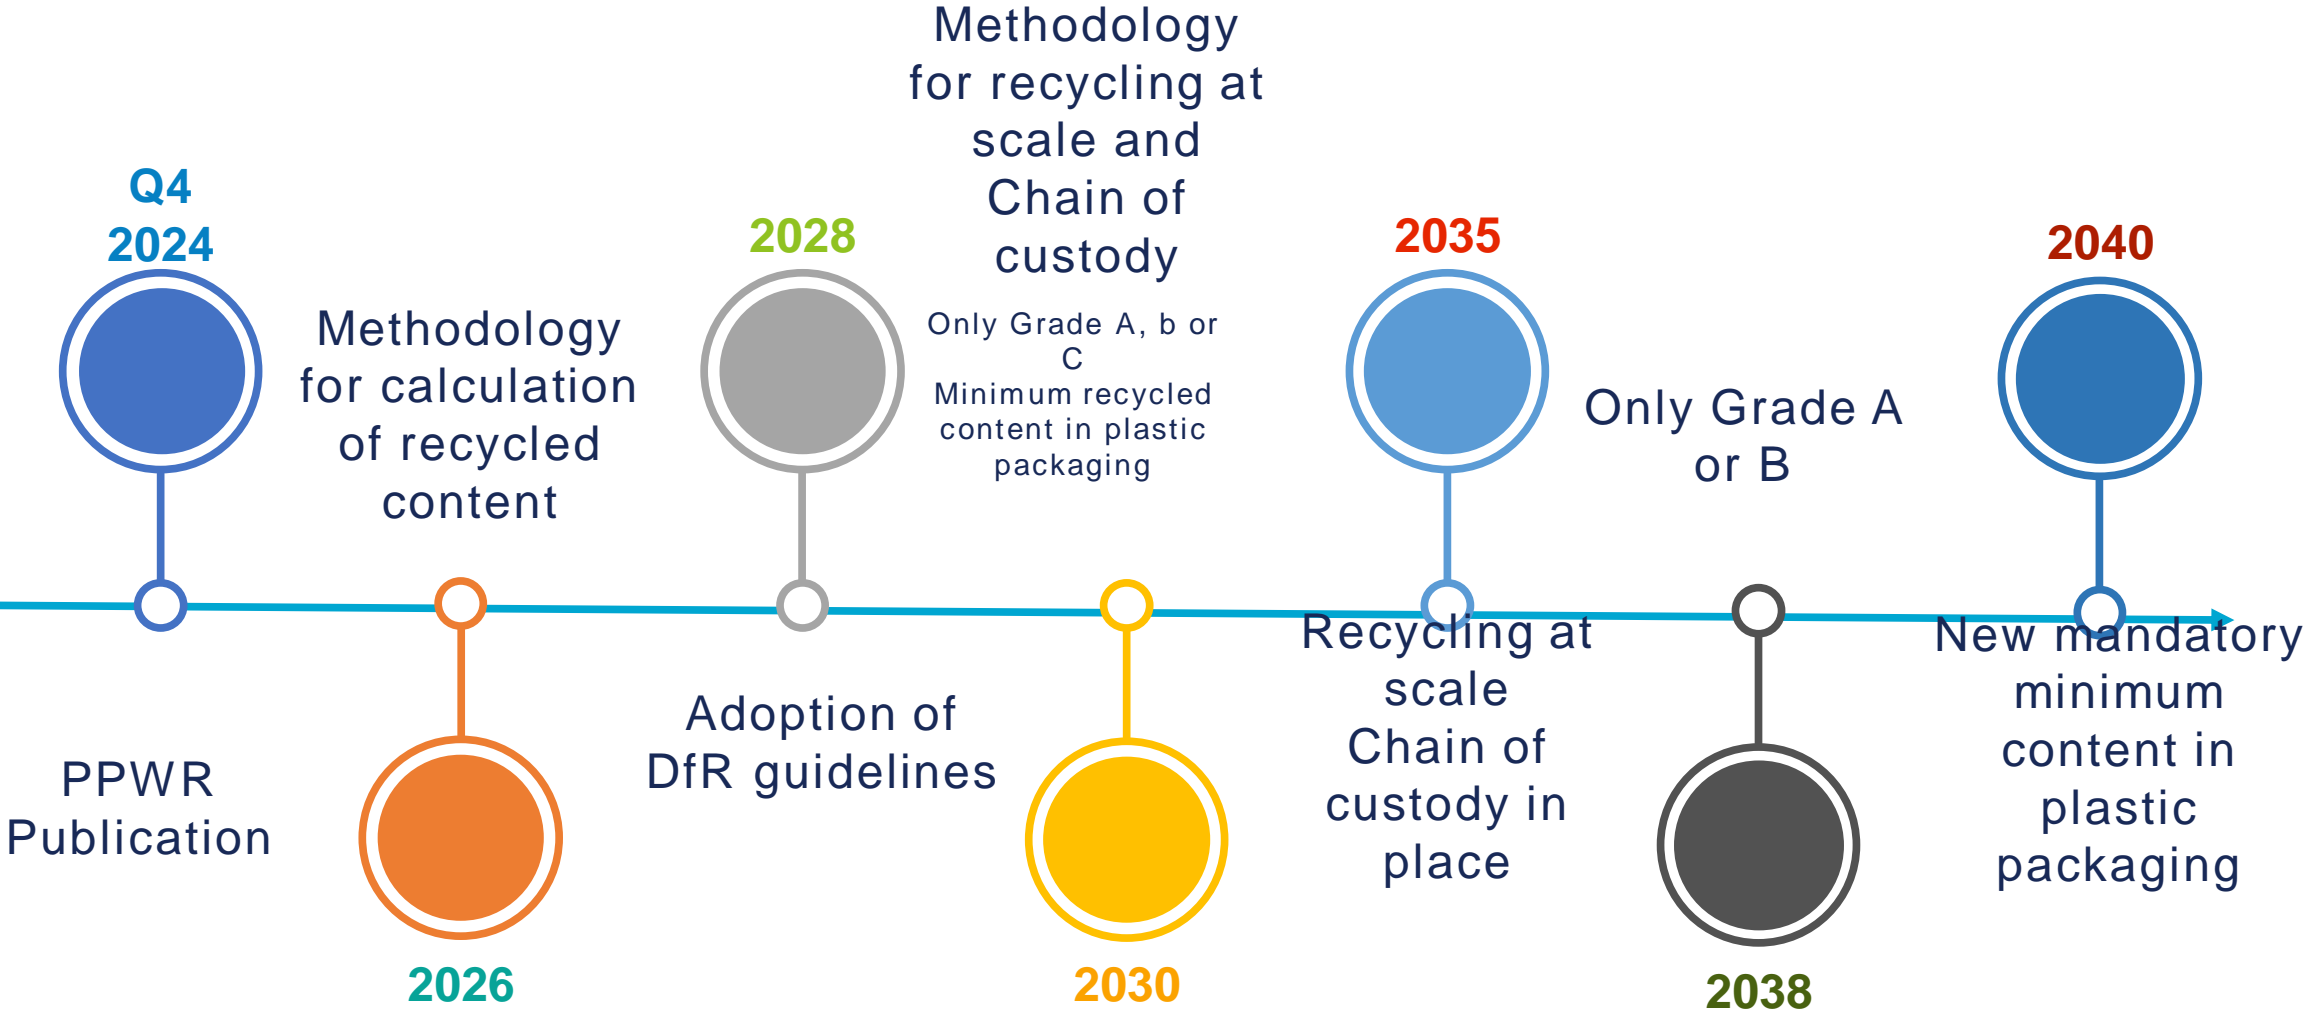 Q4
2024
PPWR
Publication
Methodology
for calculation
of recycled
content
2026
2028
Adoption of
DfR guidelines
Methodology
for recycling at
scale and
Chain of
custody
Only Grade A, b or
C
Minimum recycled
content in plastic
packaging
2030
2035
Recycling at
scale
Chain of
custody in
place
Only Grade A
or B
2038
2040
New mandatory
minimum
content in
plastic
packaging